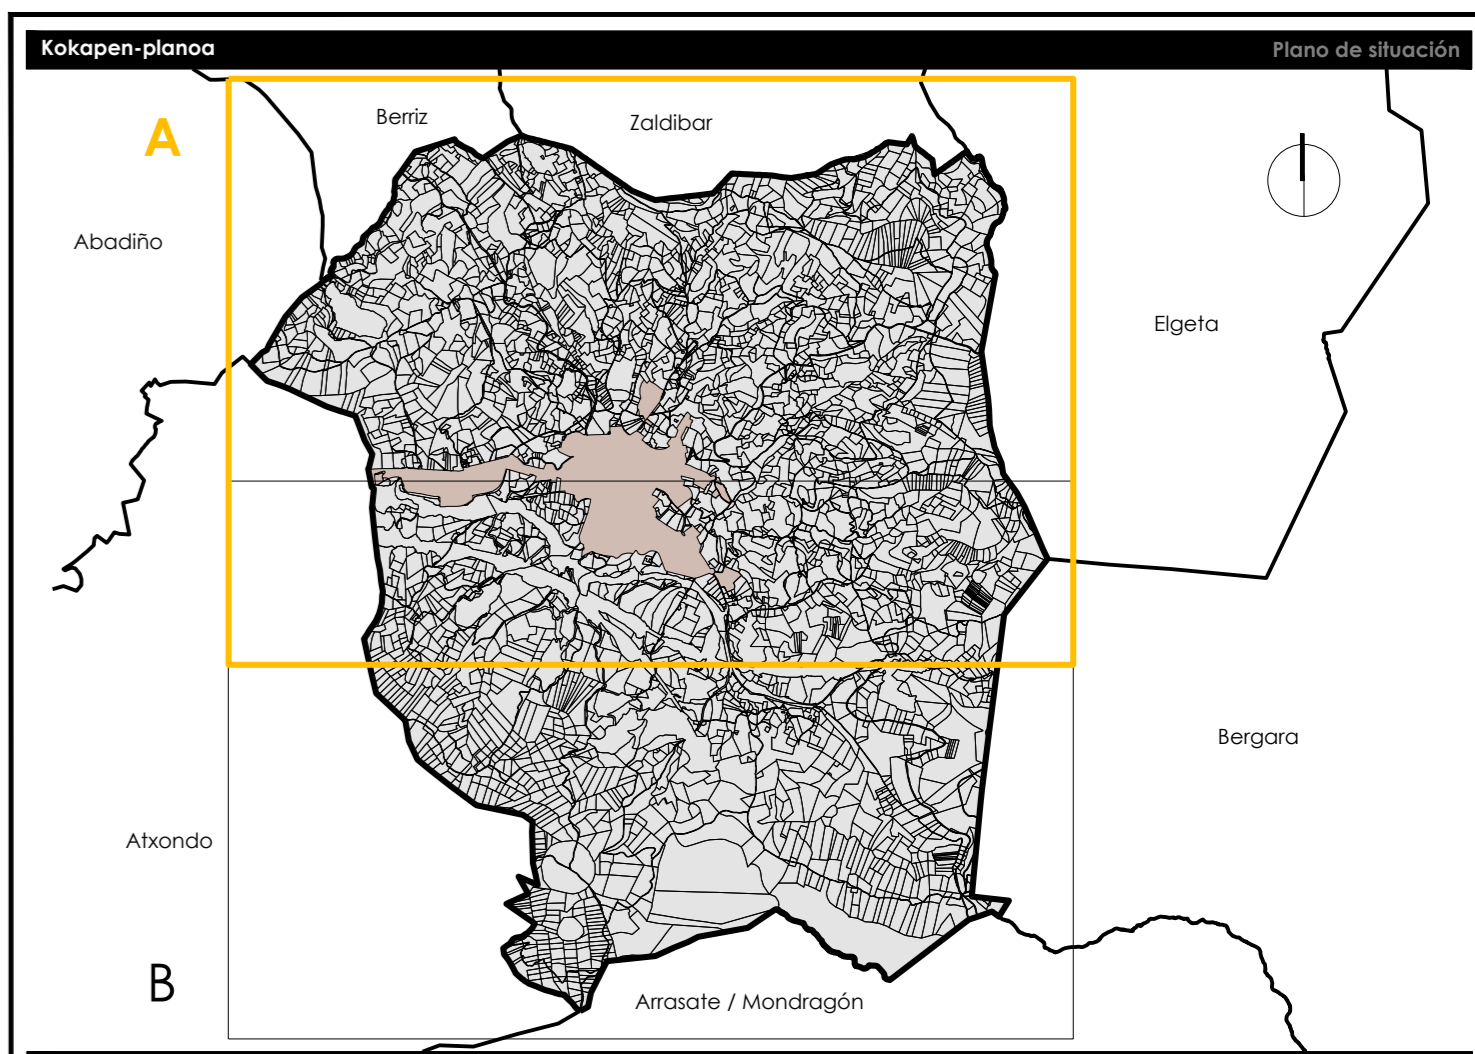 Kokapen-planoa
Plano de situación
Berriz
Zaldibar
A
Abadiño
Elgeta
Bergara
Atxondo
B
Arrasate / Mondragón